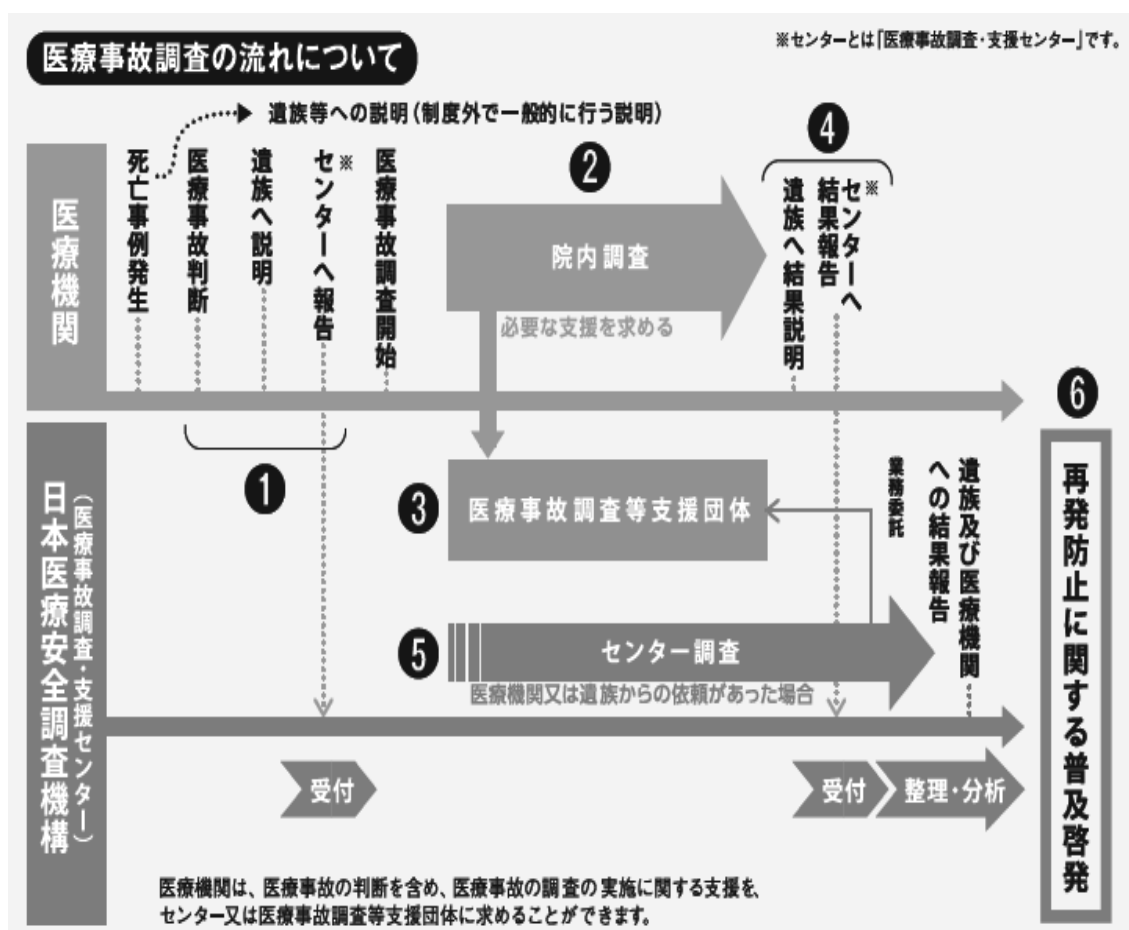 医療事故調査の流れについて
※センターとは「医療事故調査・支援センター」です。
遺族等への説明(制度外で一般的に行う説明)
医療機関
死亡事例発生
医療事故判断
遺族へ説明
センターへ報告※
医療事故調査開始
2
院内調査
必要な支援を求める
4
遺族へ結果説明
センターへ※
結果報告
1
3
医療事故調査等支援団体
業務委託
5
センター調査
医療機関又は遺族からの依頼があった場合
遺族及び医療機関
への結果報告
6
再発防止に関する普及啓発
日本医療安全調査機構
(医療事故調査・支援センター)
受付
受付
整理・分析
医療機関は、医療事故の判断を含め、医療事故の調査の実施に関する支援を、
センター又は医療事故調査等支援団体に求めることができます。